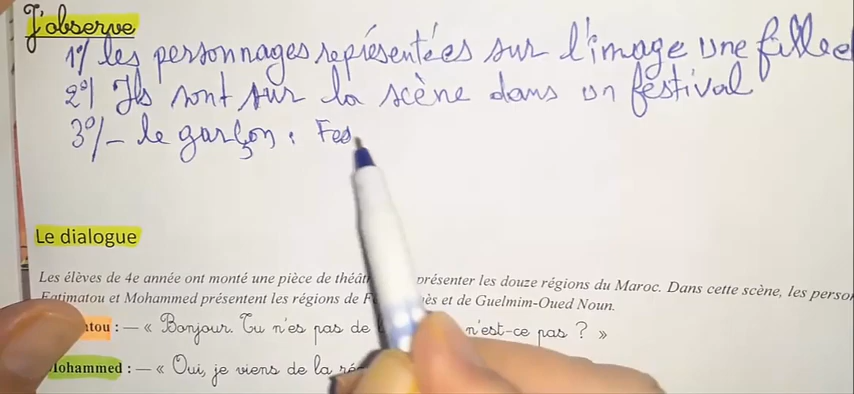 J'observe
1°/ les personnages représentées sur l'image une fille
2°/ Ils sont sur la scène dans un festival
3°/- le garçon : Fes
Le dialogue
Les élèves de 4e année ont monté une pièce de théât présenter les douze régions du Maroc. Dans cette scène, les perso
Fatimatou et Mohammed présentent les régions de F ès et de Guelmim-Oued Noun.
tou : — « Bonjour. Tu n'es pas de n'est-ce pas ? »
Mohammed : — « Oui, je viens de la ré